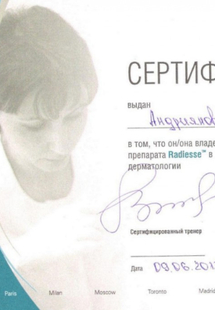 СЕРТИФ
выдан
Андриянов
в том, что он/она владе
препарата Radiesse™ в
дерматологии
Сертифицированный тренер
Дата 09.06.201
Paris Milan Moscow Toronto Madrid